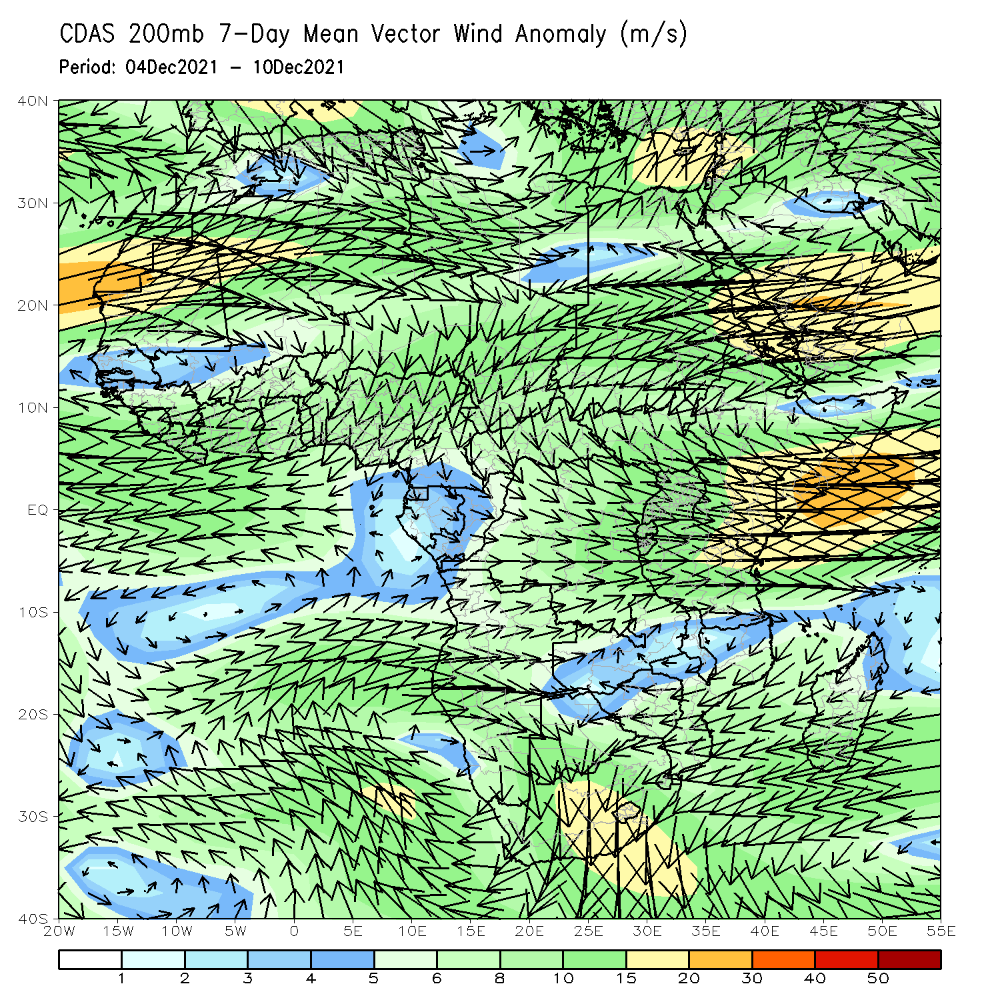 CDAS 200mb 7-Day Mean Vector Wind Anomaly (m/s)
Period: 04Dec2021 - 10Dec2021
40N
30N
20N
10N
EQ
10S
20S
30S
40S
20W 15W 10W 5W 0 5E 10E 15E 20E 25E 30E 35E 40E 45E 50E 55E
1 2 3 4 5 6 8 10 15 20 30 40 50